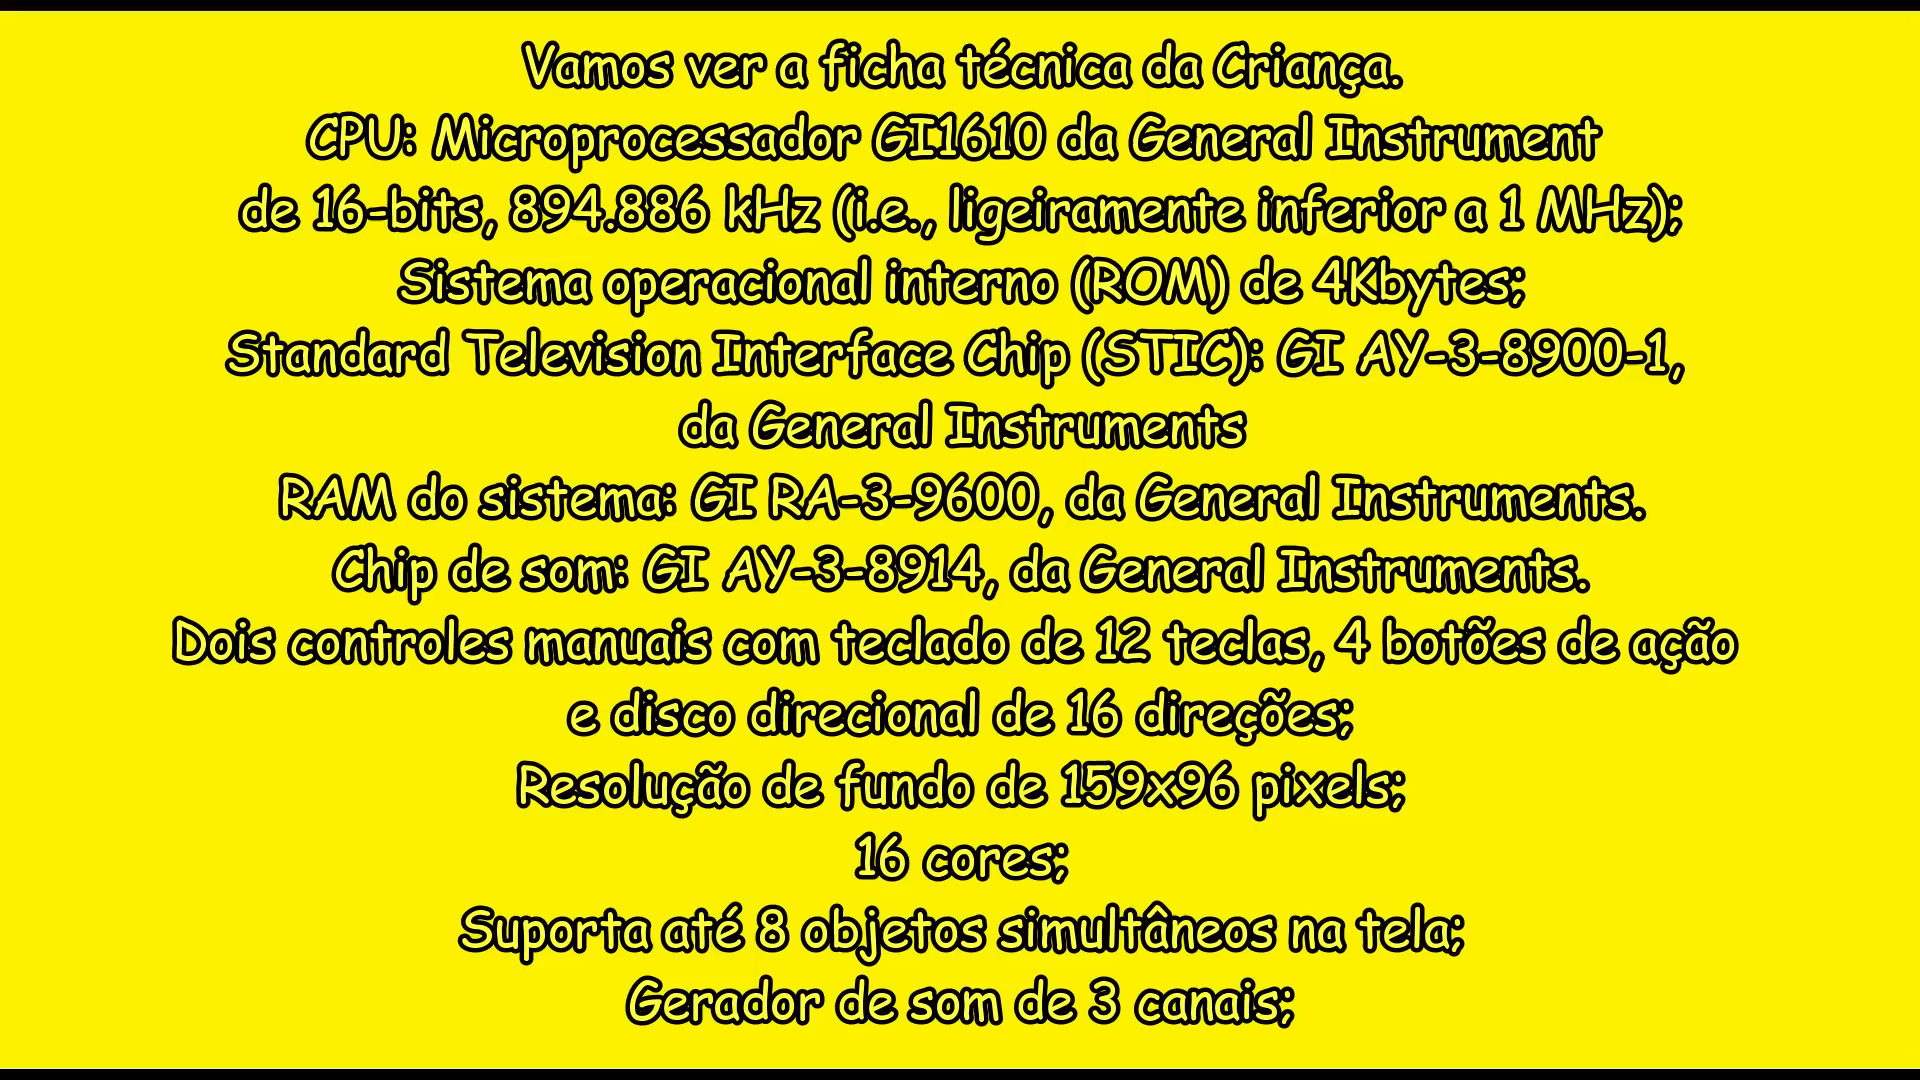 Vamos ver a ficha técnica da Criança.
CPU: Microprocessador GI1610 da General Instrument
de 16-bits, 894.886 kHz (i.e., ligeiramente inferior a 1 MHz);
Sistema operacional interno (ROM) de 4Kbytes;
Standard Television Interface Chip (STIC): GI AY-3-8900-1,
da General Instruments
RAM do sistema: GI RA-3-9600, da General Instruments.
Chip de som: GI AY-3-8914, da General Instruments.
Dois controles manuais com teclado de 12 teclas, 4 botões de ação
e disco direcional de 16 direções;
Resolução de fundo de 159x96 pixels;
16 cores;
Suporta até 8 objetos simultâneos na tela;
Gerador de som de 3 canais;